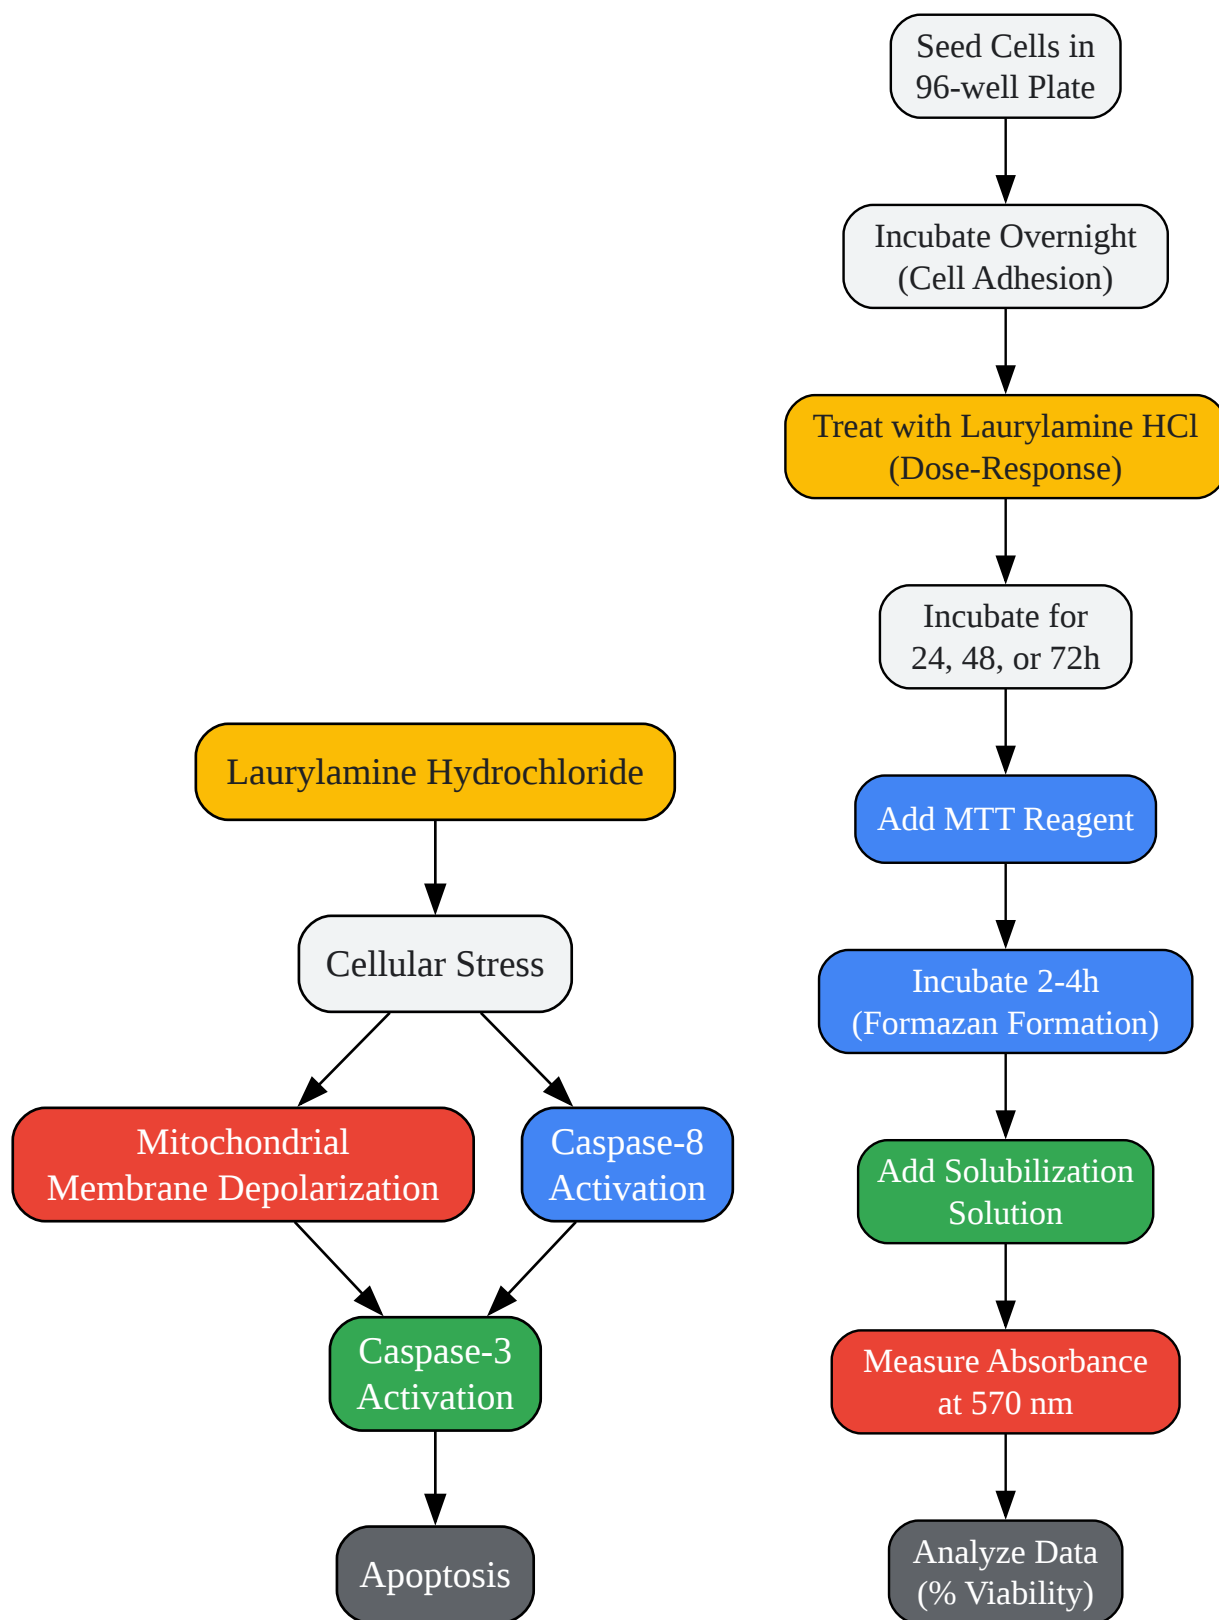 Laurylamine Hydrochloride
Cellular Stress
Mitochondrial
Membrane Depolarization
Caspase-8
Activation
Caspase-3
Activation
Apoptosis
Seed Cells in
96-well Plate
Incubate Overnight
(Cell Adhesion)
Treat with Laurylamine HCl
(Dose-Response)
Incubate for
24, 48, or 72h
Add MTT Reagent
Incubate 2-4h
(Formazan Formation)
Add Solubilization
Solution
Measure Absorbance
at 570 nm
Analyze Data
(% Viability)